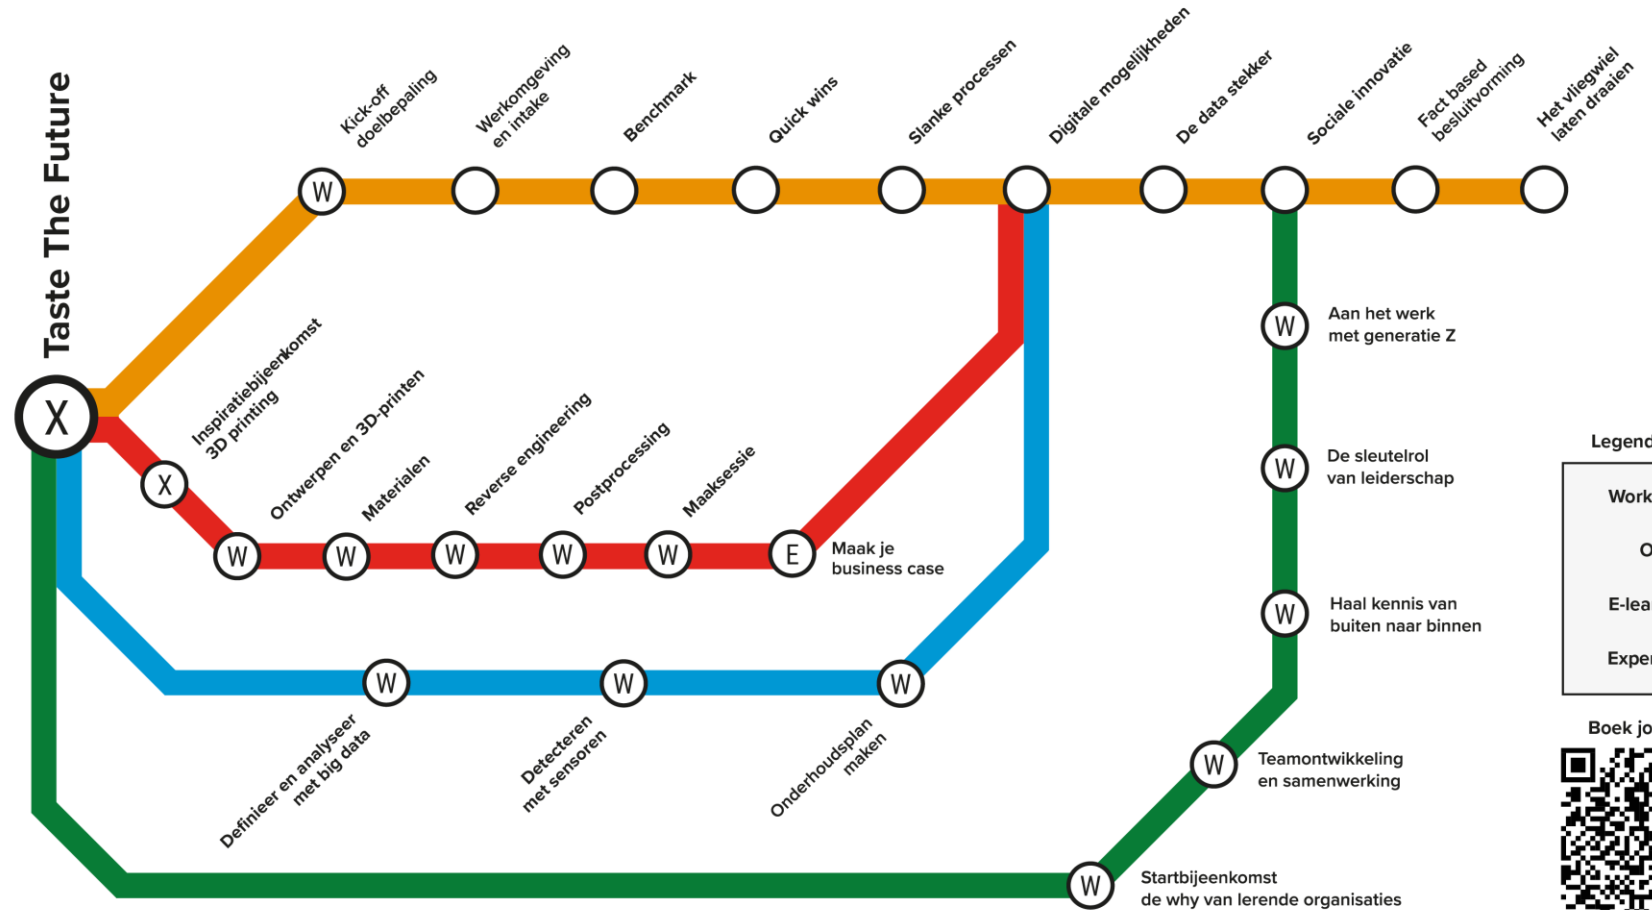 Taste The Future
Kick-off
doelbepaling
Werkomgeving
en intake
Benchmark
Quick wins
Slanke processen
Digitale mogelijkheden
De data stekker
Sociale innovatie
Fact based
besluitvorming
Het vliegwiel
laten draaien
W
X
Inspiratiebijeenkomst
3D printing
Ontwerpen en 3D-printen
Materialen
Reverse engineering
Postprocessing
Maaksessie
X
W
W
W
W
W
E
Maak je
business case
W
Aan het werk
met generatie Z
W
De sleutelrol
van leiderschap
W
Haal kennis van
buiten naar binnen
W
W
W
Definieer en analyseer
met big data
Detecteren
met sensoren
Onderhoudsplan
maken
W
Teamontwikkeling
en samenwerking
W
Startbijeenkomst
de why van lerende organisaties
Legend
Work
O
E-lea
Exper
Boek jo